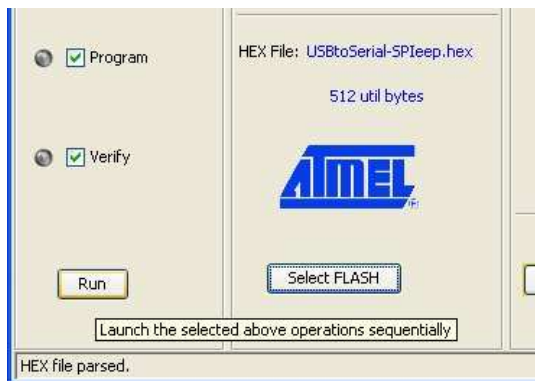 Program
HEX File: USBtoSerial-SPIeep.hex
512 util bytes
Verify
ATMEL
®
Run
Select FLASH
Launch the selected above operations sequentially
HEX file parsed.